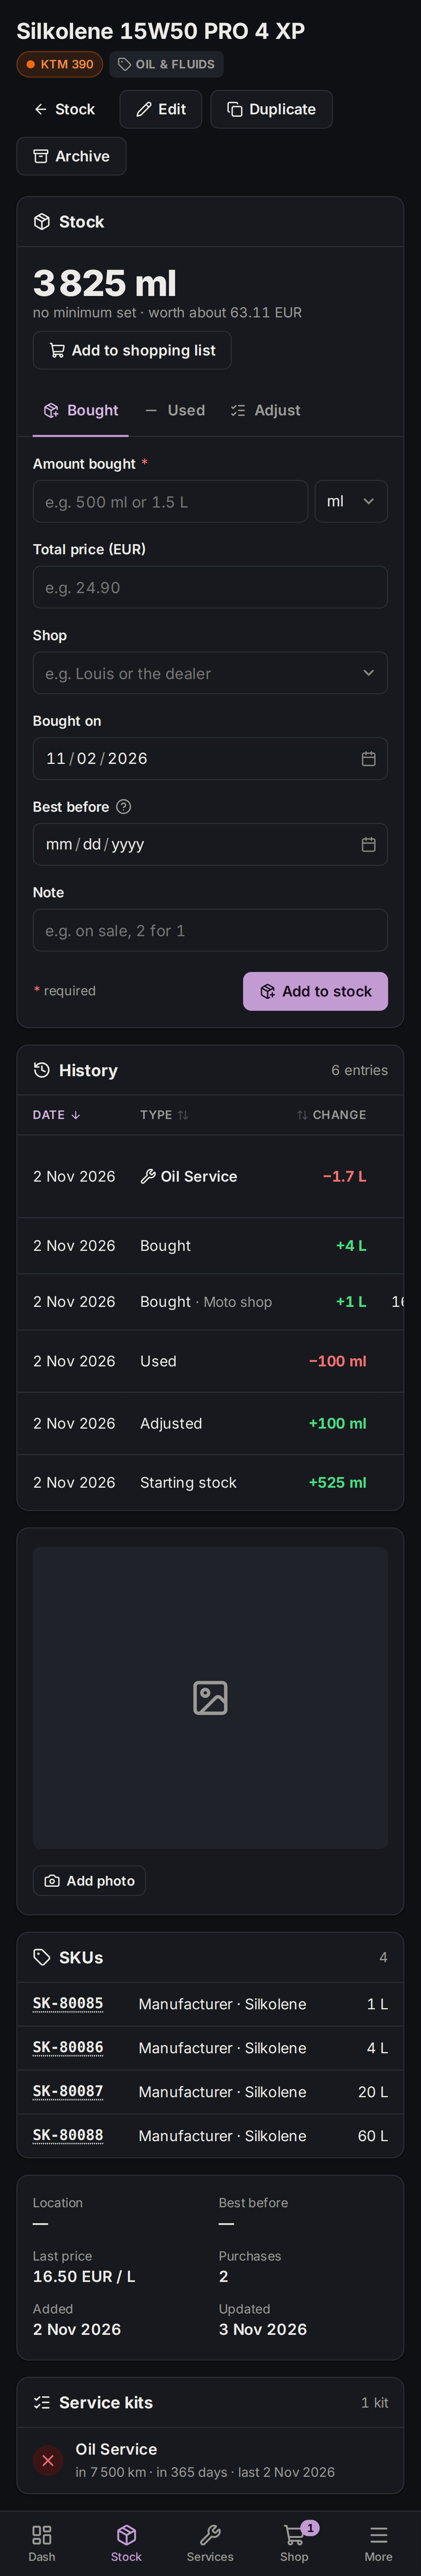 Silkolene 15W50 PRO 4 XP
KTM 390 OIL & FLUIDS
Stock Edit Duplicate
Archive
Stock
3 825 ml
no minimum set · worth about 63.11 EUR
Add to shopping list
Bought Used Adjust
Amount bought *
e.g. 500 ml or 1.5 L ml
Total price (EUR)
e.g. 24.90
Shop
e.g. Louis or the dealer
Bought on
11/02/2026
Best before
mm/dd/yyyy
Note
e.g. on sale, 2 for 1
* required Add to stock
History 6 entries
DATE TYPE CHANGE
2 Nov 2026 Oil Service −1.7 L
2 Nov 2026 Bought +4 L
2 Nov 2026 Bought · Moto shop +1 L
2 Nov 2026 Used −100 ml
2 Nov 2026 Adjusted +100 ml
2 Nov 2026 Starting stock +525 ml
Add photo
SKUs 4
SK-80085 Manufacturer · Silkolene 1 L
SK-80086 Manufacturer · Silkolene 4 L
SK-80087 Manufacturer · Silkolene 20 L
SK-80088 Manufacturer · Silkolene 60 L
Location Best before
— —
Last price Purchases
16.50 EUR / L 2
Added Updated
2 Nov 2026 3 Nov 2026
Service kits 1 kit
Oil Service
in 7 500 km · in 365 days · last 2 Nov 2026
1
Dash Stock Services Shop More